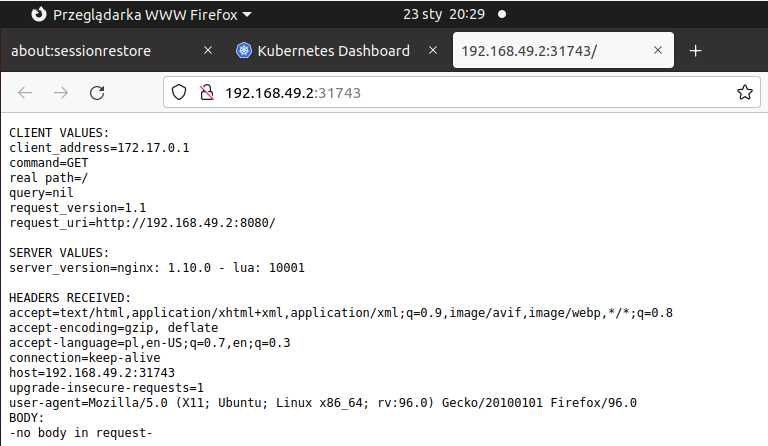 Przeglądarka WWW Firefox
23 sty 20:29
about:sessionrestore
Kubernetes Dashboard
192.168.49.2:31743/
192.168.49.2:31743
CLIENT VALUES:
client_address=172.17.0.1
command=GET
real path=/
query=nil
request_version=1.1
request_uri=http://192.168.49.2:8080/
SERVER VALUES:
server_version=nginx: 1.10.0 - lua: 10001
HEADERS RECEIVED:
accept=text/html,application/xhtml+xml,application/xml;q=0.9,image/avif,image/webp,*/*;q=0.8
accept-encoding=gzip, deflate
accept-language=pl,en-US;q=0.7,en;q=0.3
connection=keep-alive
host=192.168.49.2:31743
upgrade-insecure-requests=1
user-agent=Mozilla/5.0 (X11; Ubuntu; Linux x86_64; rv:96.0) Gecko/20100101 Firefox/96.0
BODY:
-no body in request-